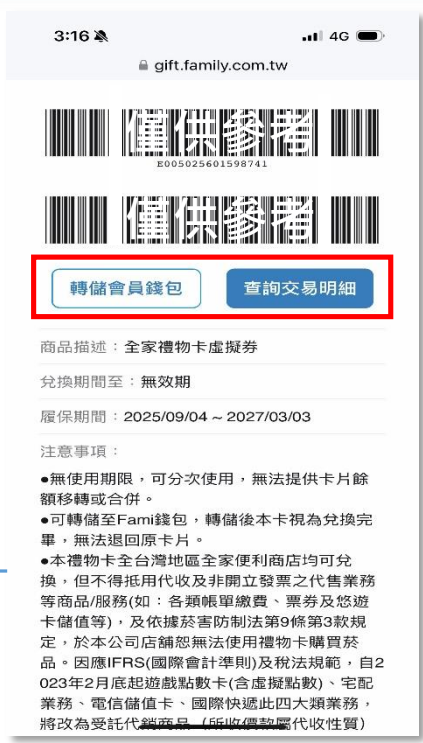 3:16 4G
gift.family.com.tw
僅供參考
E005025601598741
僅供參考
轉儲會員錢包 查詢交易明細
商品描述：全家禮物卡虛擬券
兌換期間至：無效期
履保期間：2025/09/04 ~ 2027/03/03
注意事項：
●無使用期限，可分次使用，無法提供卡片餘
額移轉或合併。
●可轉儲至Fami錢包，轉儲後本卡視為兌換完
畢，無法退回原卡片。
●本禮物卡全台灣地區全家便利商店均可兌
換，但不得抵用代收及非開立發票之代售業務
等商品/服務(如：各類帳單繳費、票券及悠遊
卡儲值等)，及依據菸害防制法第9條第3款規
定，於本公司店舖恕無法使用禮物卡購買菸
品。因應IFRS(國際會計準則)及稅法規範，自2
023年2月底起遊戲點數卡(含虛擬點數)、宅配
業務、電信儲值卡、國際快遞此四大類業務，
將改為受託代銷商品（所收價款屬代收性質）